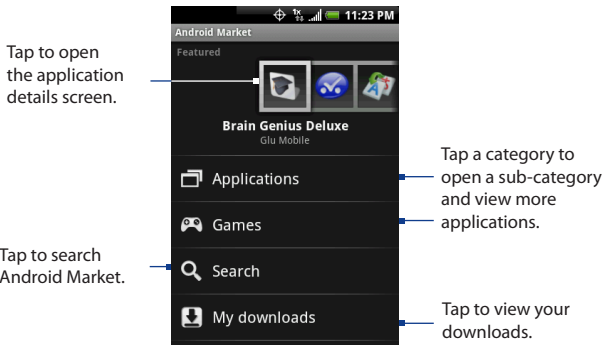 11:23 PM
Android Market
Featured
Tap to open
the application
details screen.
Brain Genius Deluxe
Glu Mobile
Applications
Games
Search
My downloads
Tap a category to
open a sub-category
and view more
applications.
Tap to search
Android Market.
Tap to view your
downloads.